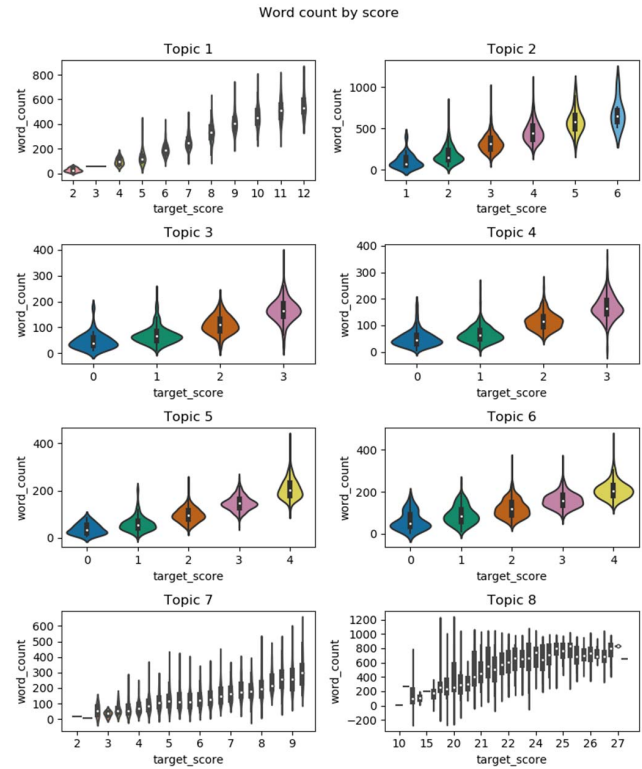 Word count by score
Topic 1
word_count
800
600
400
200
0
2 3 4 5 6 7 8 9 10 11 12
target_score
Topic 2
word_count
1000
500
0
1 2 3 4 5 6
target_score
Topic 3
word_count
400
300
200
100
0
0 1 2 3
target_score
Topic 4
word_count
400
300
200
100
0
0 1 2 3
target_score
Topic 5
word_count
400
200
0
0 1 2 3 4
target_score
Topic 6
word_count
400
200
0
0 1 2 3 4
target_score
Topic 7
word_count
600
500
400
300
200
100
0
2 3 4 5 6 7 8 9
target_score
Topic 8
word_count
1200
1000
800
600
400
200
0
−200
10 15 20 21 22 24 25 26 27
target_score